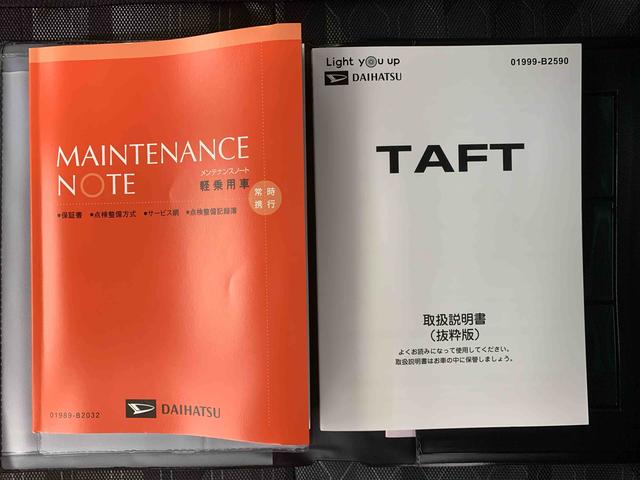 MAINTENANCE
NOTE
メンテナンスノート
軽乗用車
常時
携行
●保証書 ●点検整備方式 ●サービス網 ●点検整備記録簿
01989-B2032
DAIHATSU
Light you up
DAIHATSU
01999-B2590
TAFT
取扱説明書
（抜粋版）
よくお読みになって使用してください。
取扱説明書はお車の中に保管しましょう。